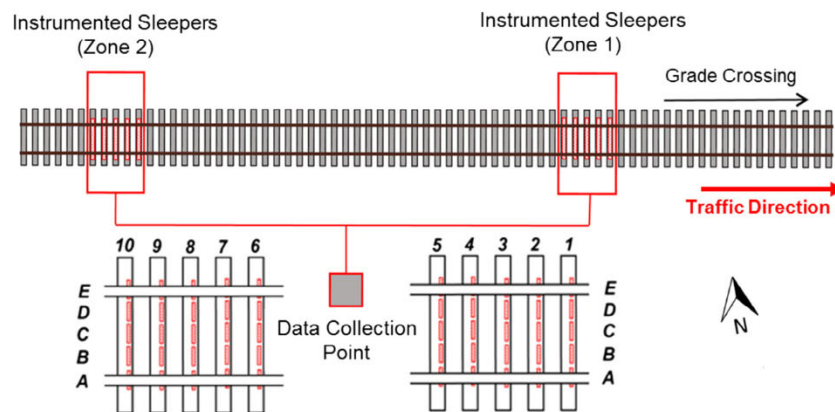 Instrumented Sleepers
(Zone 2)
Instrumented Sleepers
(Zone 1)
Grade Crossing
Traffic Direction
10 9 8 7 6
E
D
C
B
A
Data Collection
Point
5 4 3 2 1
E
D
C
B
A
N